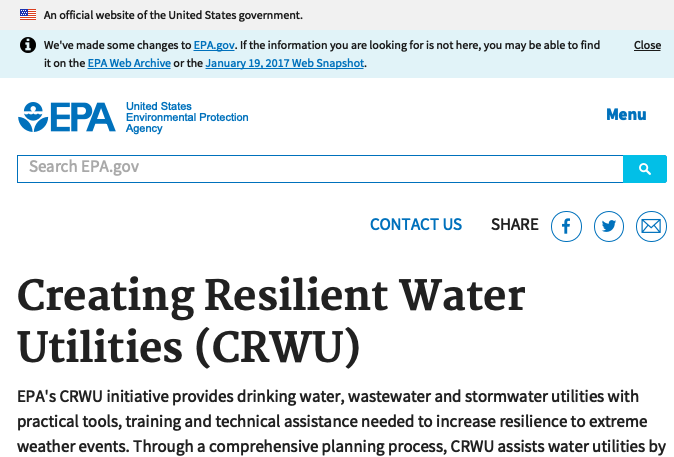 An official website of the United States government.
We've made some changes to EPA.gov. If the information you are looking for is not here, you may be able to find
Close
it on the EPA Web Archive or the January 19, 2017 Web Snapshot.
EPA
United States
Environmental Protection
Agency
Menu
Search EPA.gov
CONTACT US SHARE
Creating Resilient Water
Utilities (CRWU)
EPA's CRWU initiative provides drinking water, wastewater and stormwater utilities with
practical tools, training and technical assistance needed to increase resilience to extreme
weather events. Through a comprehensive planning process, CRWU assists water utilities by